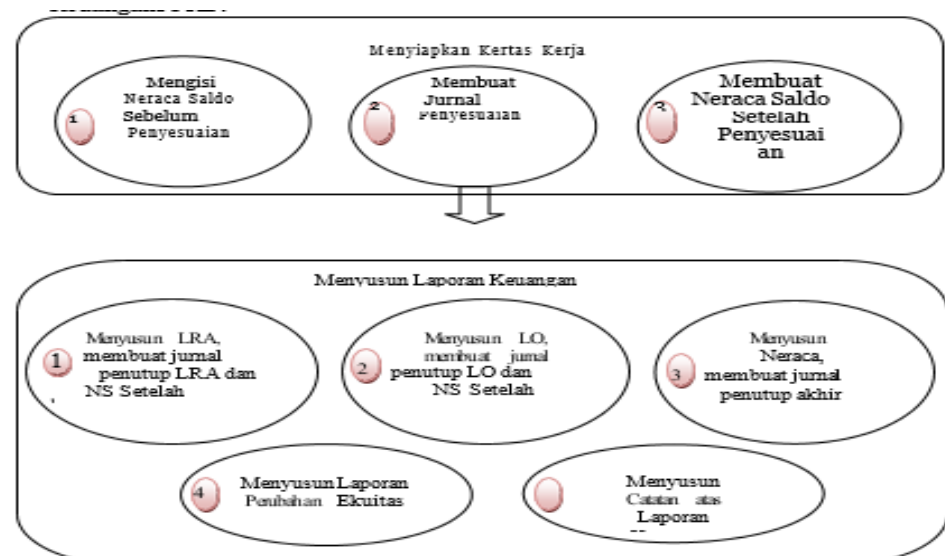 Menyiapkan Kertas Kerja
1
Mengisi
Neraca Saldo
Sebelum
Penyesuaian
2
Membuat
Jurnal
Penyesuaian
3
Membuat
Neraca Saldo
Setelah
Penyesuai
an
Menyusun Laporan Keuangan
1
Menyusun LRA,
membuat jurnal
penutup LRA dan
NS Setelah
2
Menyusun LO,
membuat jurnal
penutup LO dan
NS Setelah
3
Menyusun
Neraca,
membuat jurnal
penutup akhir
4
Menyusun Laporan
Perubahan Ekuitas
Menyusun
Catatan atas
Laporan